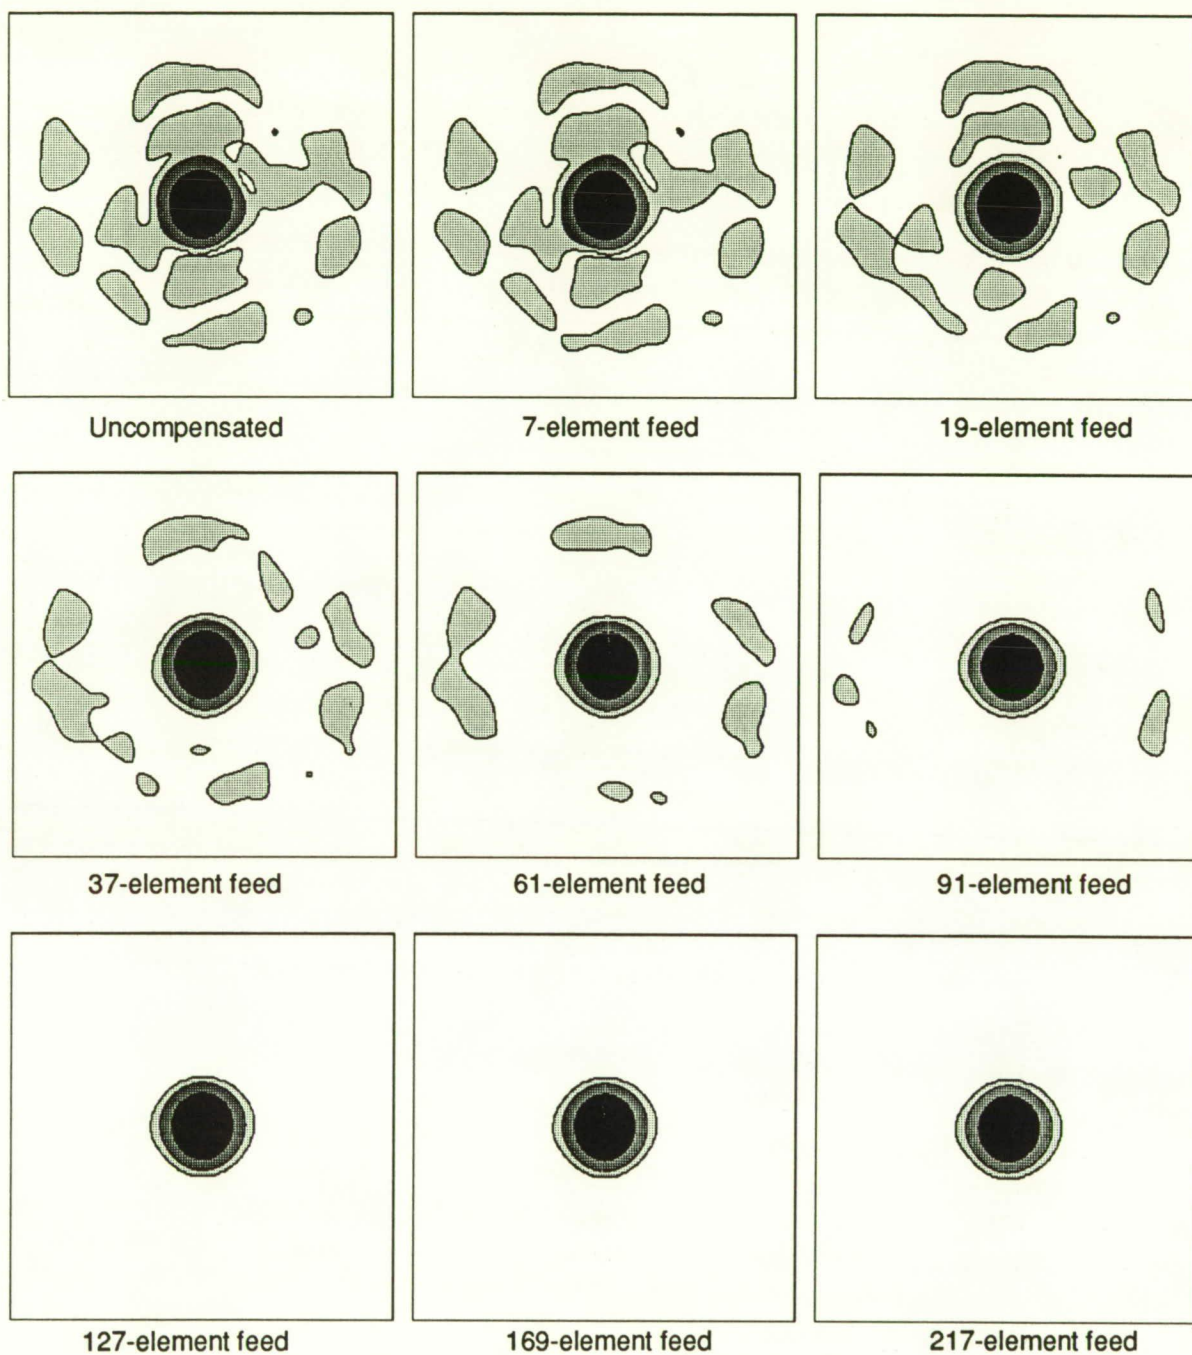 Uncompensated
7-element feed
19-element feed
37-element feed
61-element feed
91-element feed
127-element feed
169-element feed
217-element feed